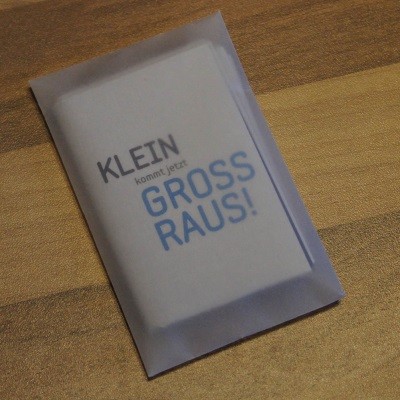 KLEIN
kommt jetzt
GROSS
RAUS!